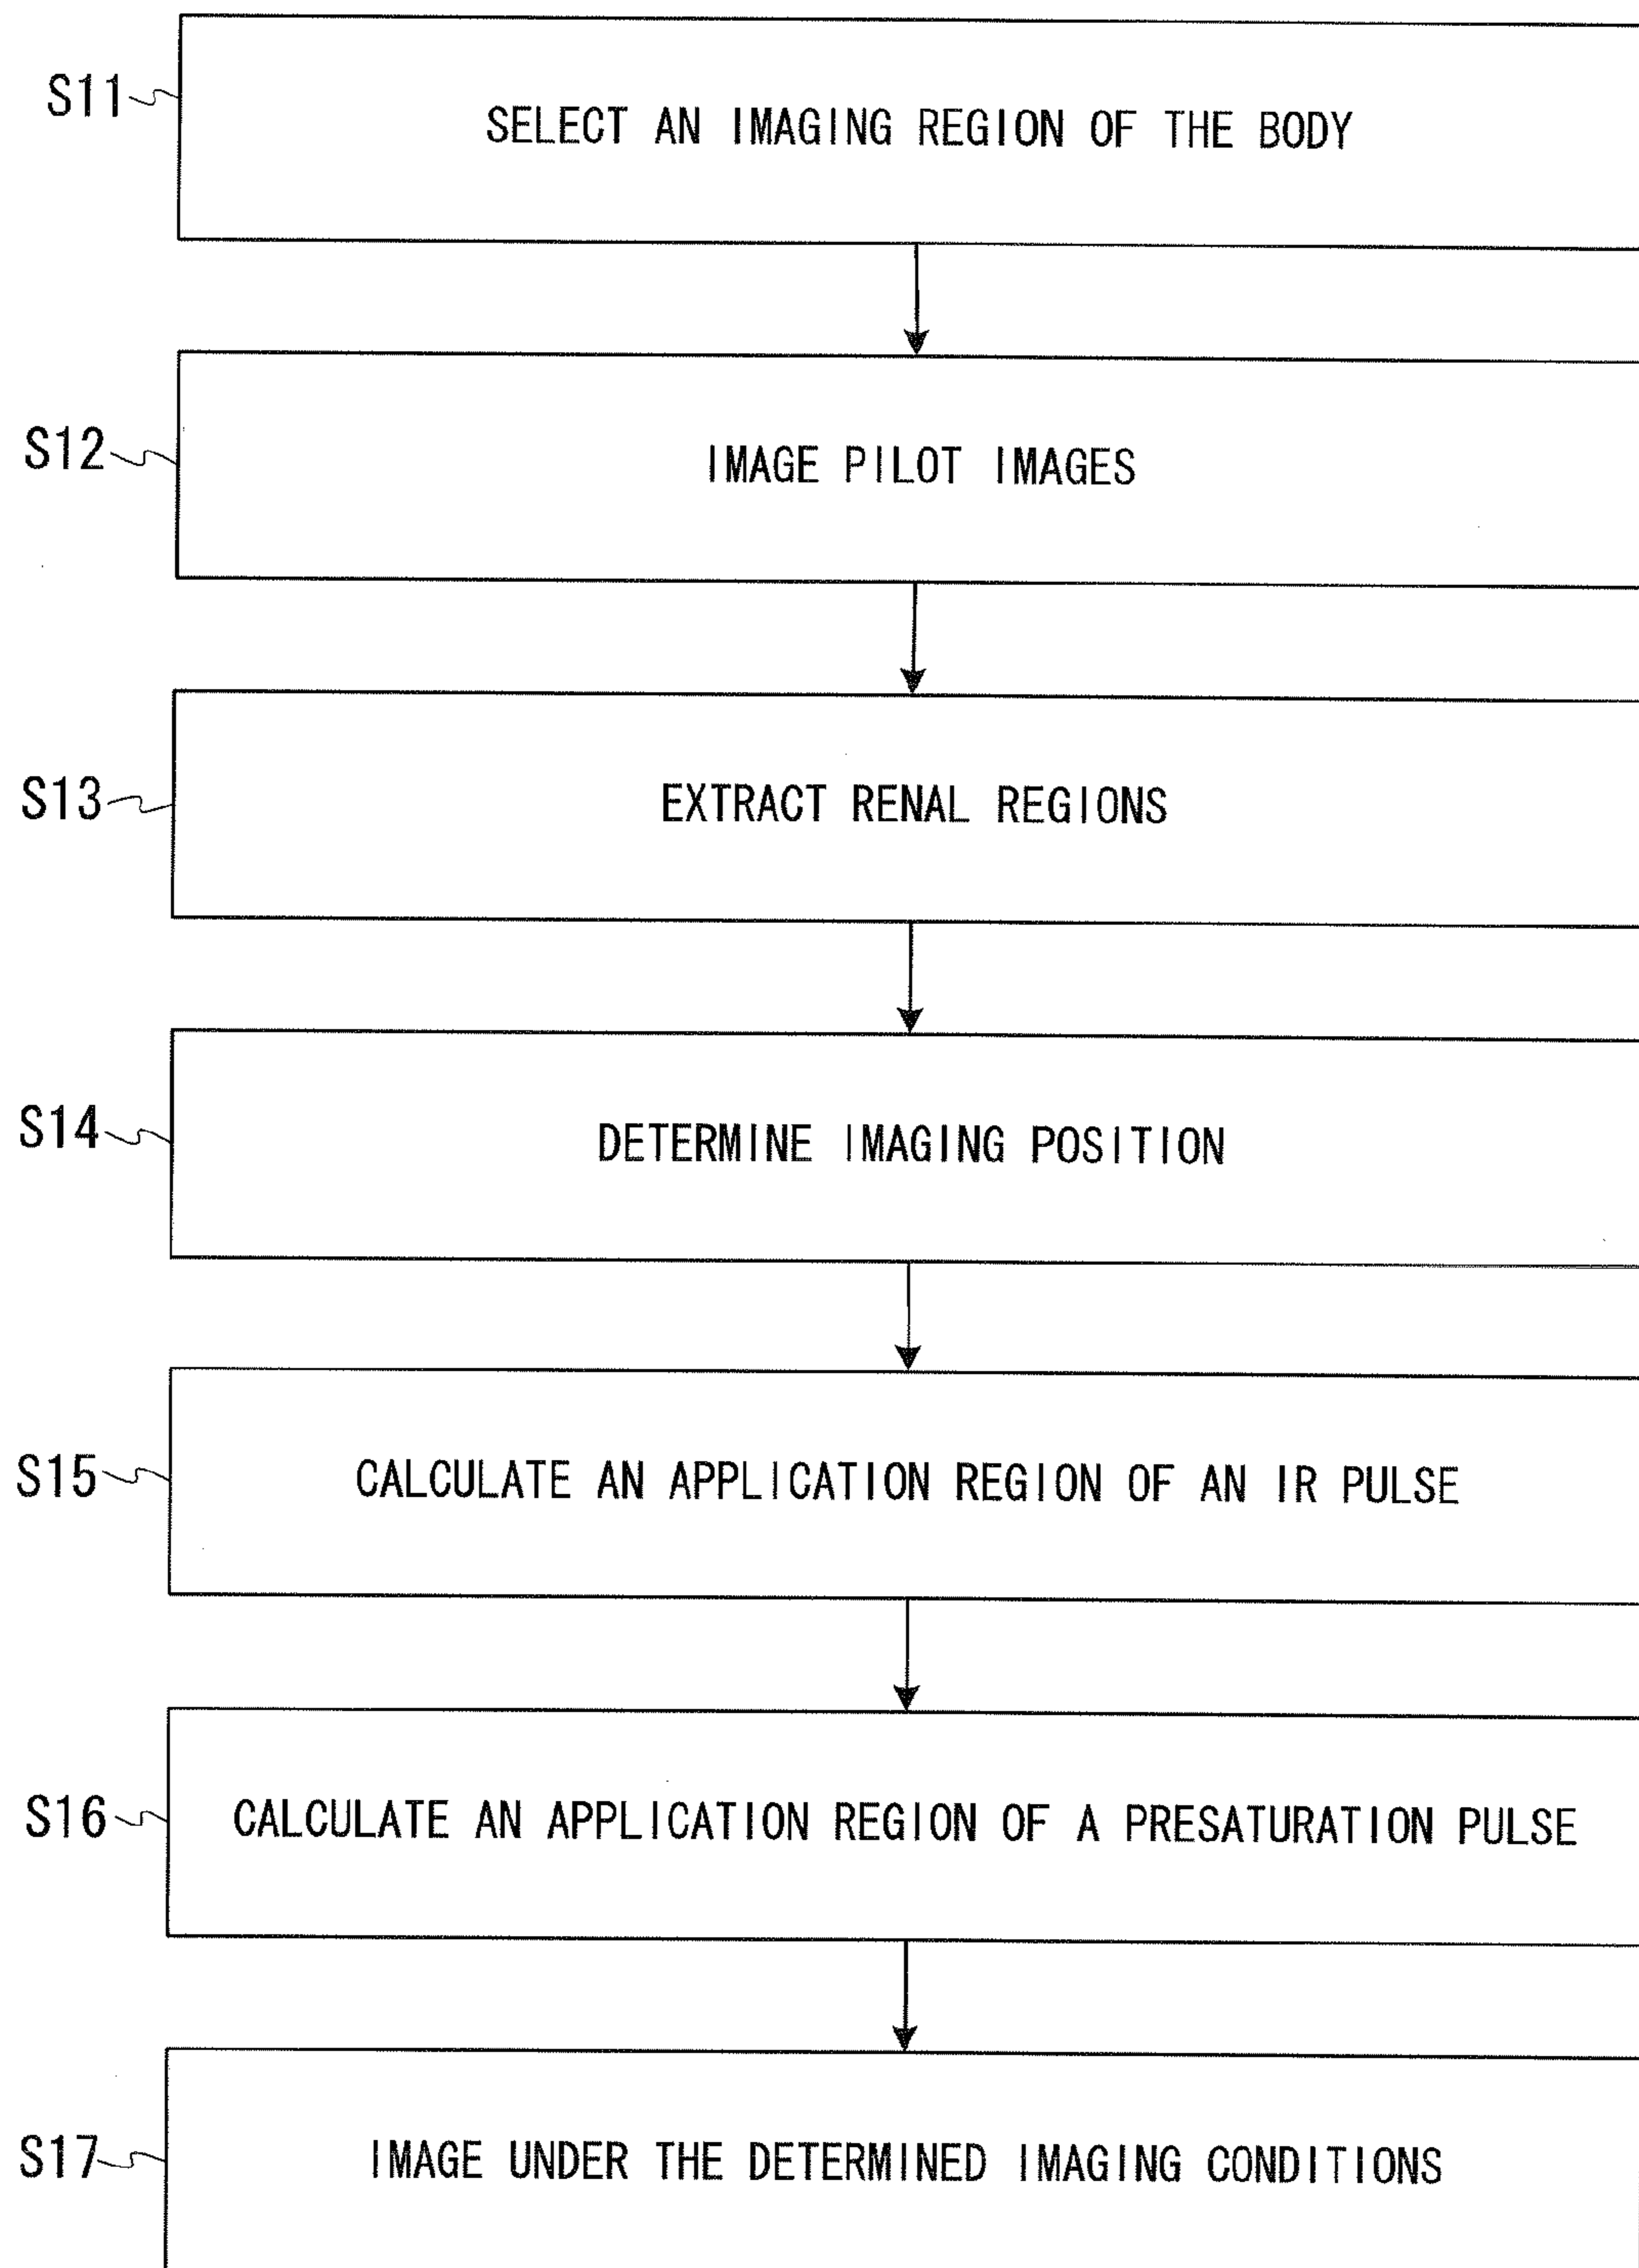 S11
SELECT AN IMAGING REGION OF THE BODY
S12
IMAGE PILOT IMAGES
S13
EXTRACT RENAL REGIONS
S14
DETERMINE IMAGING POSITION
S15
CALCULATE AN APPLICATION REGION OF AN IR PULSE
S16
CALCULATE AN APPLICATION REGION OF A PRESATURATION PULSE
S17
IMAGE UNDER THE DETERMINED IMAGING CONDITIONS